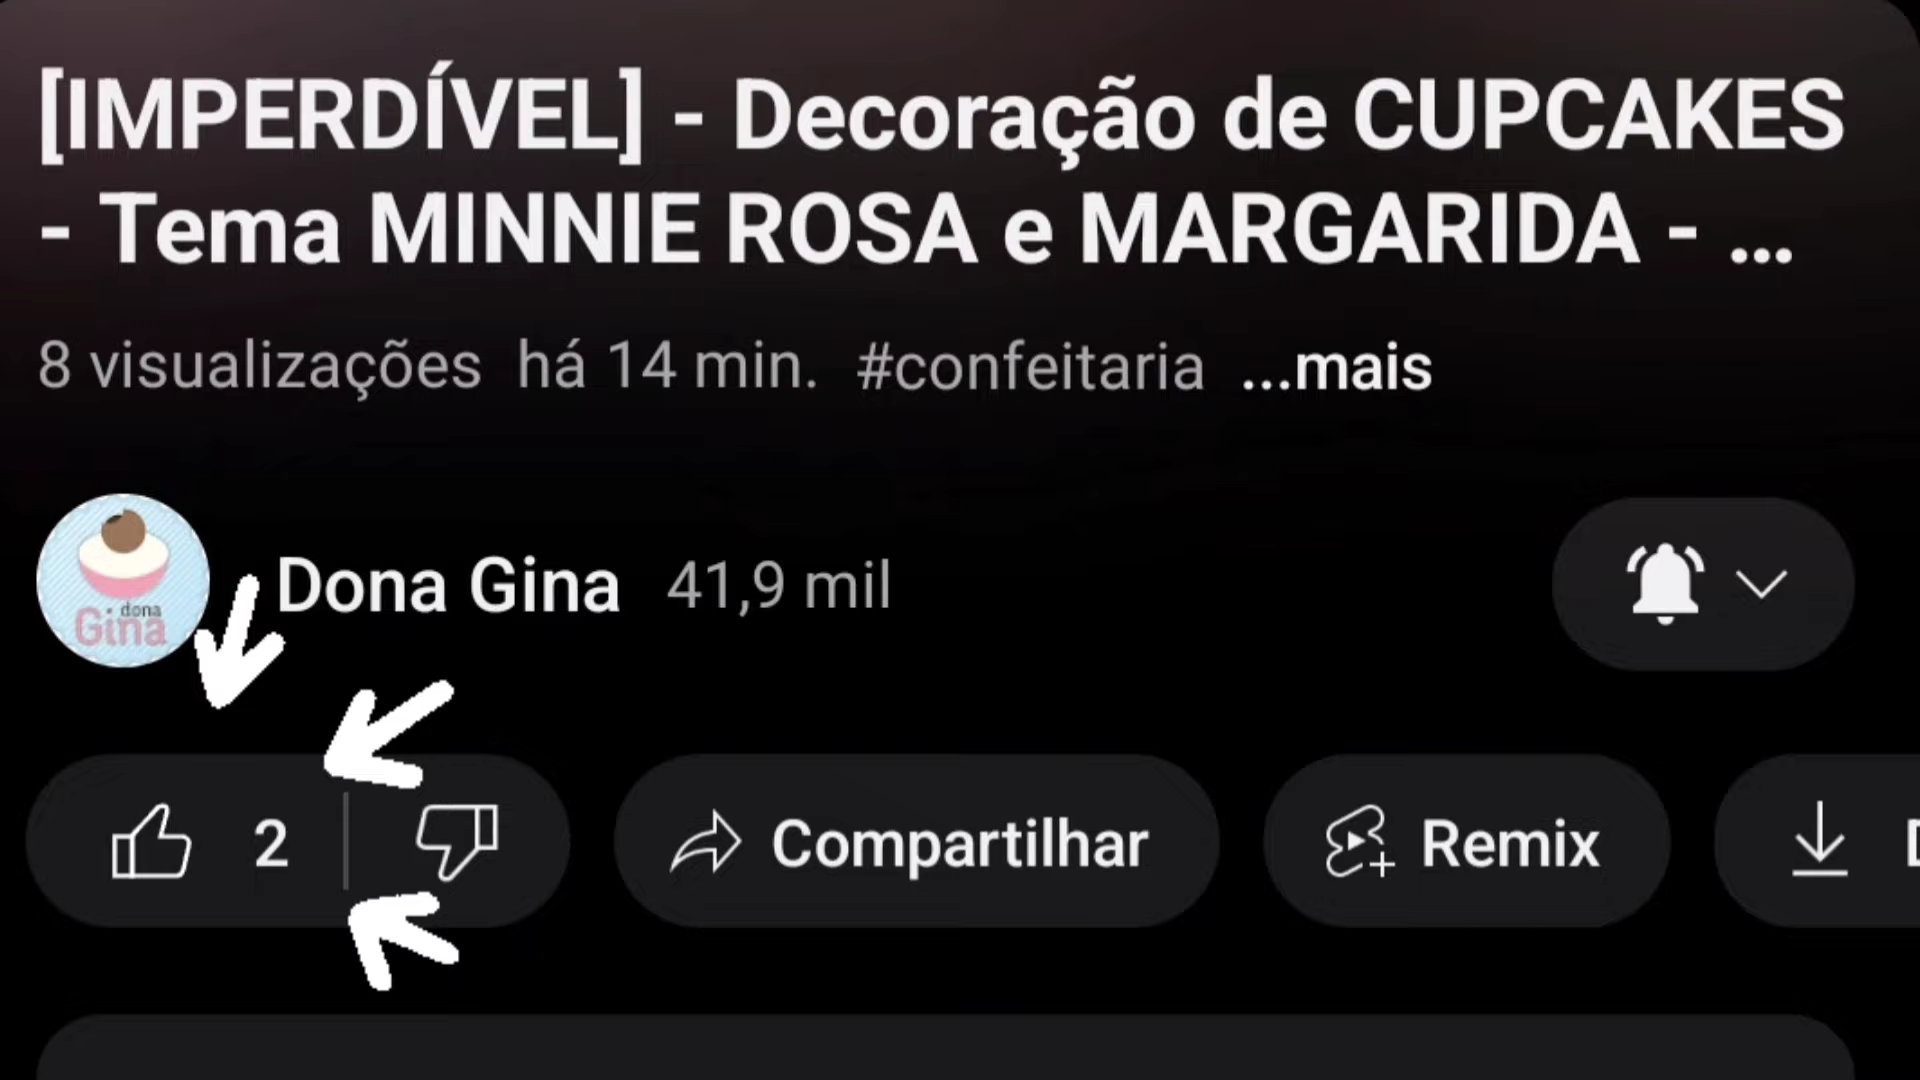 [IMPERDÍVEL] - Decoração de CUPCAKES
- Tema MINNIE ROSA e MARGARIDA - ...
8 visualizações há 14 min. #confeitaria ...mais
dona
Gina
Dona Gina 41,9 mil
2 Compartilhar Remix